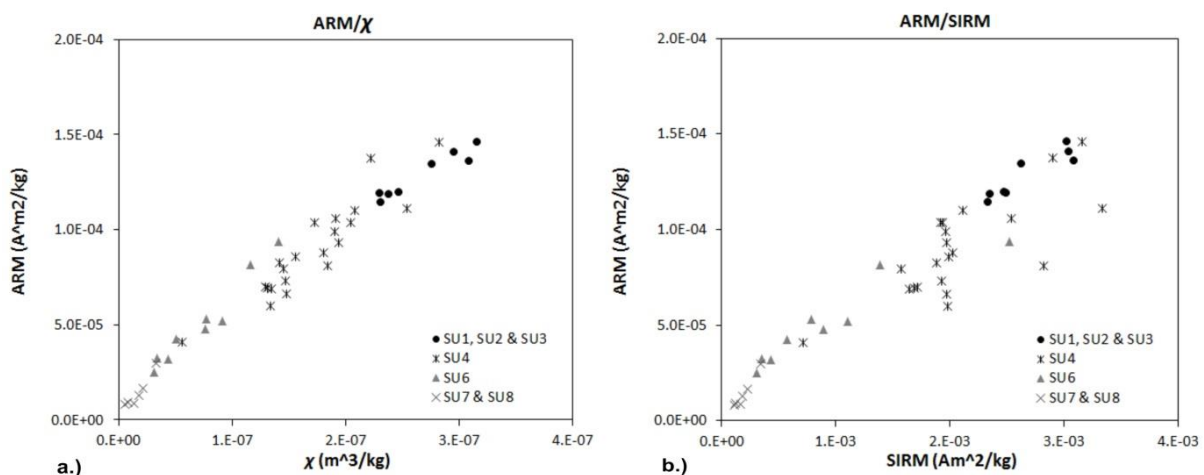 ARM/χ
2.0E-04
1.5E-04
1.0E-04
5.0E-05
0.0E+00
ARM (A^m2/kg)
0.E+00 1.E-07 2.E-07 3.E-07 4.E-07
χ (m^3/kg)
SU1, SU2 & SU3
SU4
SU6
SU7 & SU8
a.)
ARM/SIRM
2.0E-04
1.5E-04
1.0E-04
5.0E-05
0.0E+00
ARM (A^m2/kg)
0.E+00 1.E-03 2.E-03 3.E-03 4.E-03
SIRM (Am^2/kg)
SU1, SU2 & SU3
SU4
SU6
SU7 & SU8
b.)